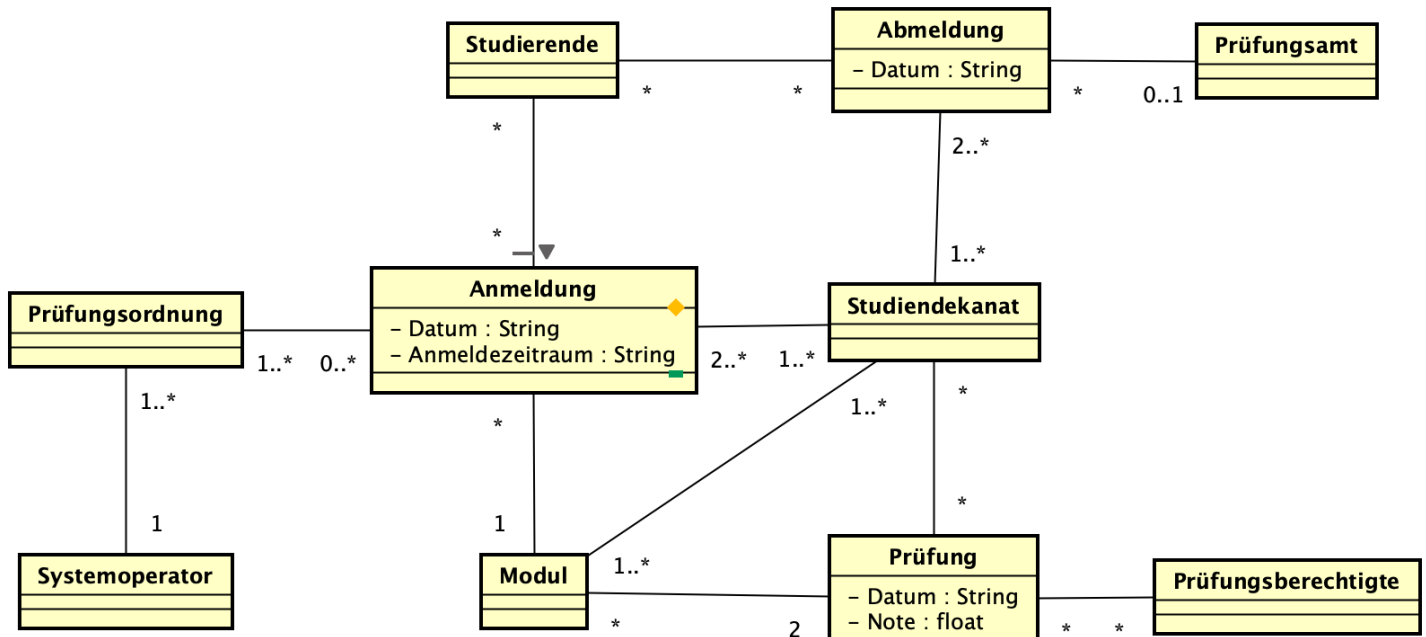 Studierende
* *
Abmeldung
- Datum : String
* 0..1
Prüfungsamt
*
*
2..*
1..*
Prüfungsordnung
1..* 0..*
Anmeldung
- Datum : String
- Anmeldezeitraum : String
2..* 1..*
Studiendekanat
1..*
1
*
1
1..*
1..*
*
*
Systemoperator
Modul
* 2
Prüfung
- Datum : String
- Note : float
* *
Prüfungsberechtigte